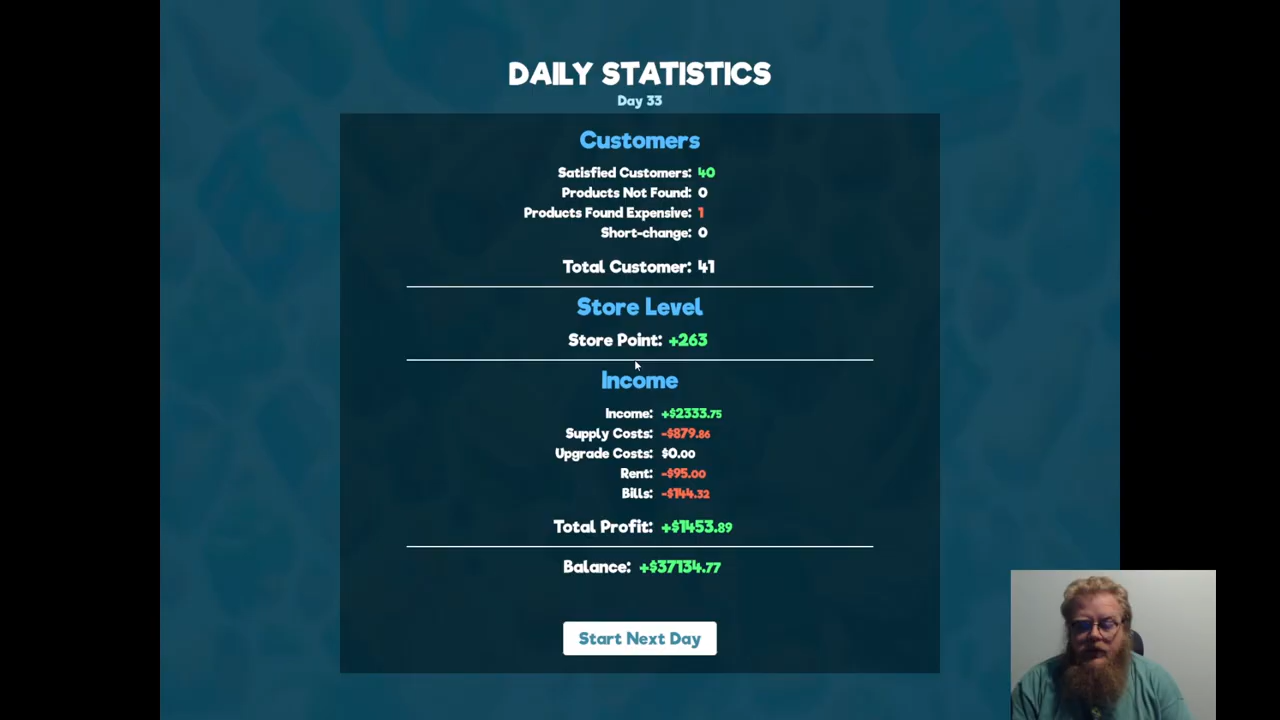 DAILY STATISTICS
Day 33
Customers
Satisfied Customers: 40
Products Not Found: 0
Products Found Expensive: 1
Short-change: 0
Total Customer: 41
Store Level
Store Point: +263
Income
Income: +$2333.75
Supply Costs: -$879.86
Upgrade Costs: $0.00
Rent: -$95.00
Bills: -$144.32
Total Profit: +$1453.89
Balance: +$37134.77
Start Next Day